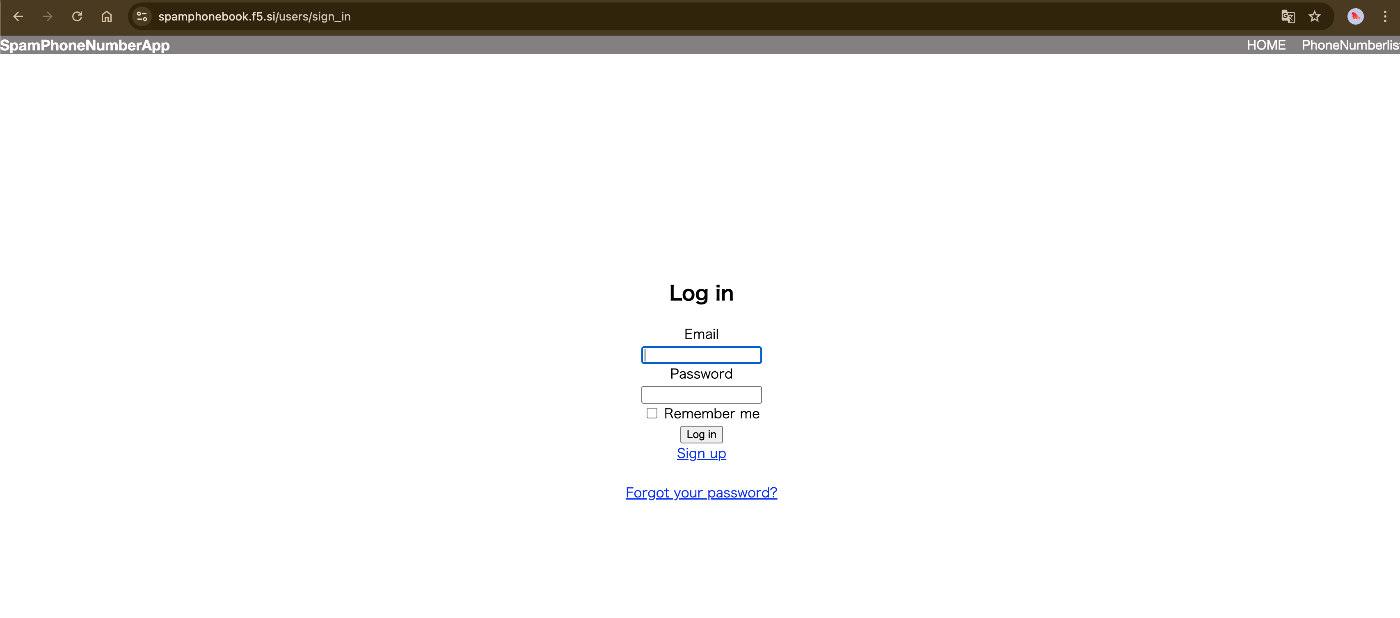 spamphonebook.f5.si/users/sign_in
SpamPhoneNumberApp
HOME PhoneNumberlis
Log in
Email
Password
Remember me
Log in
Sign up
Forgot your password?